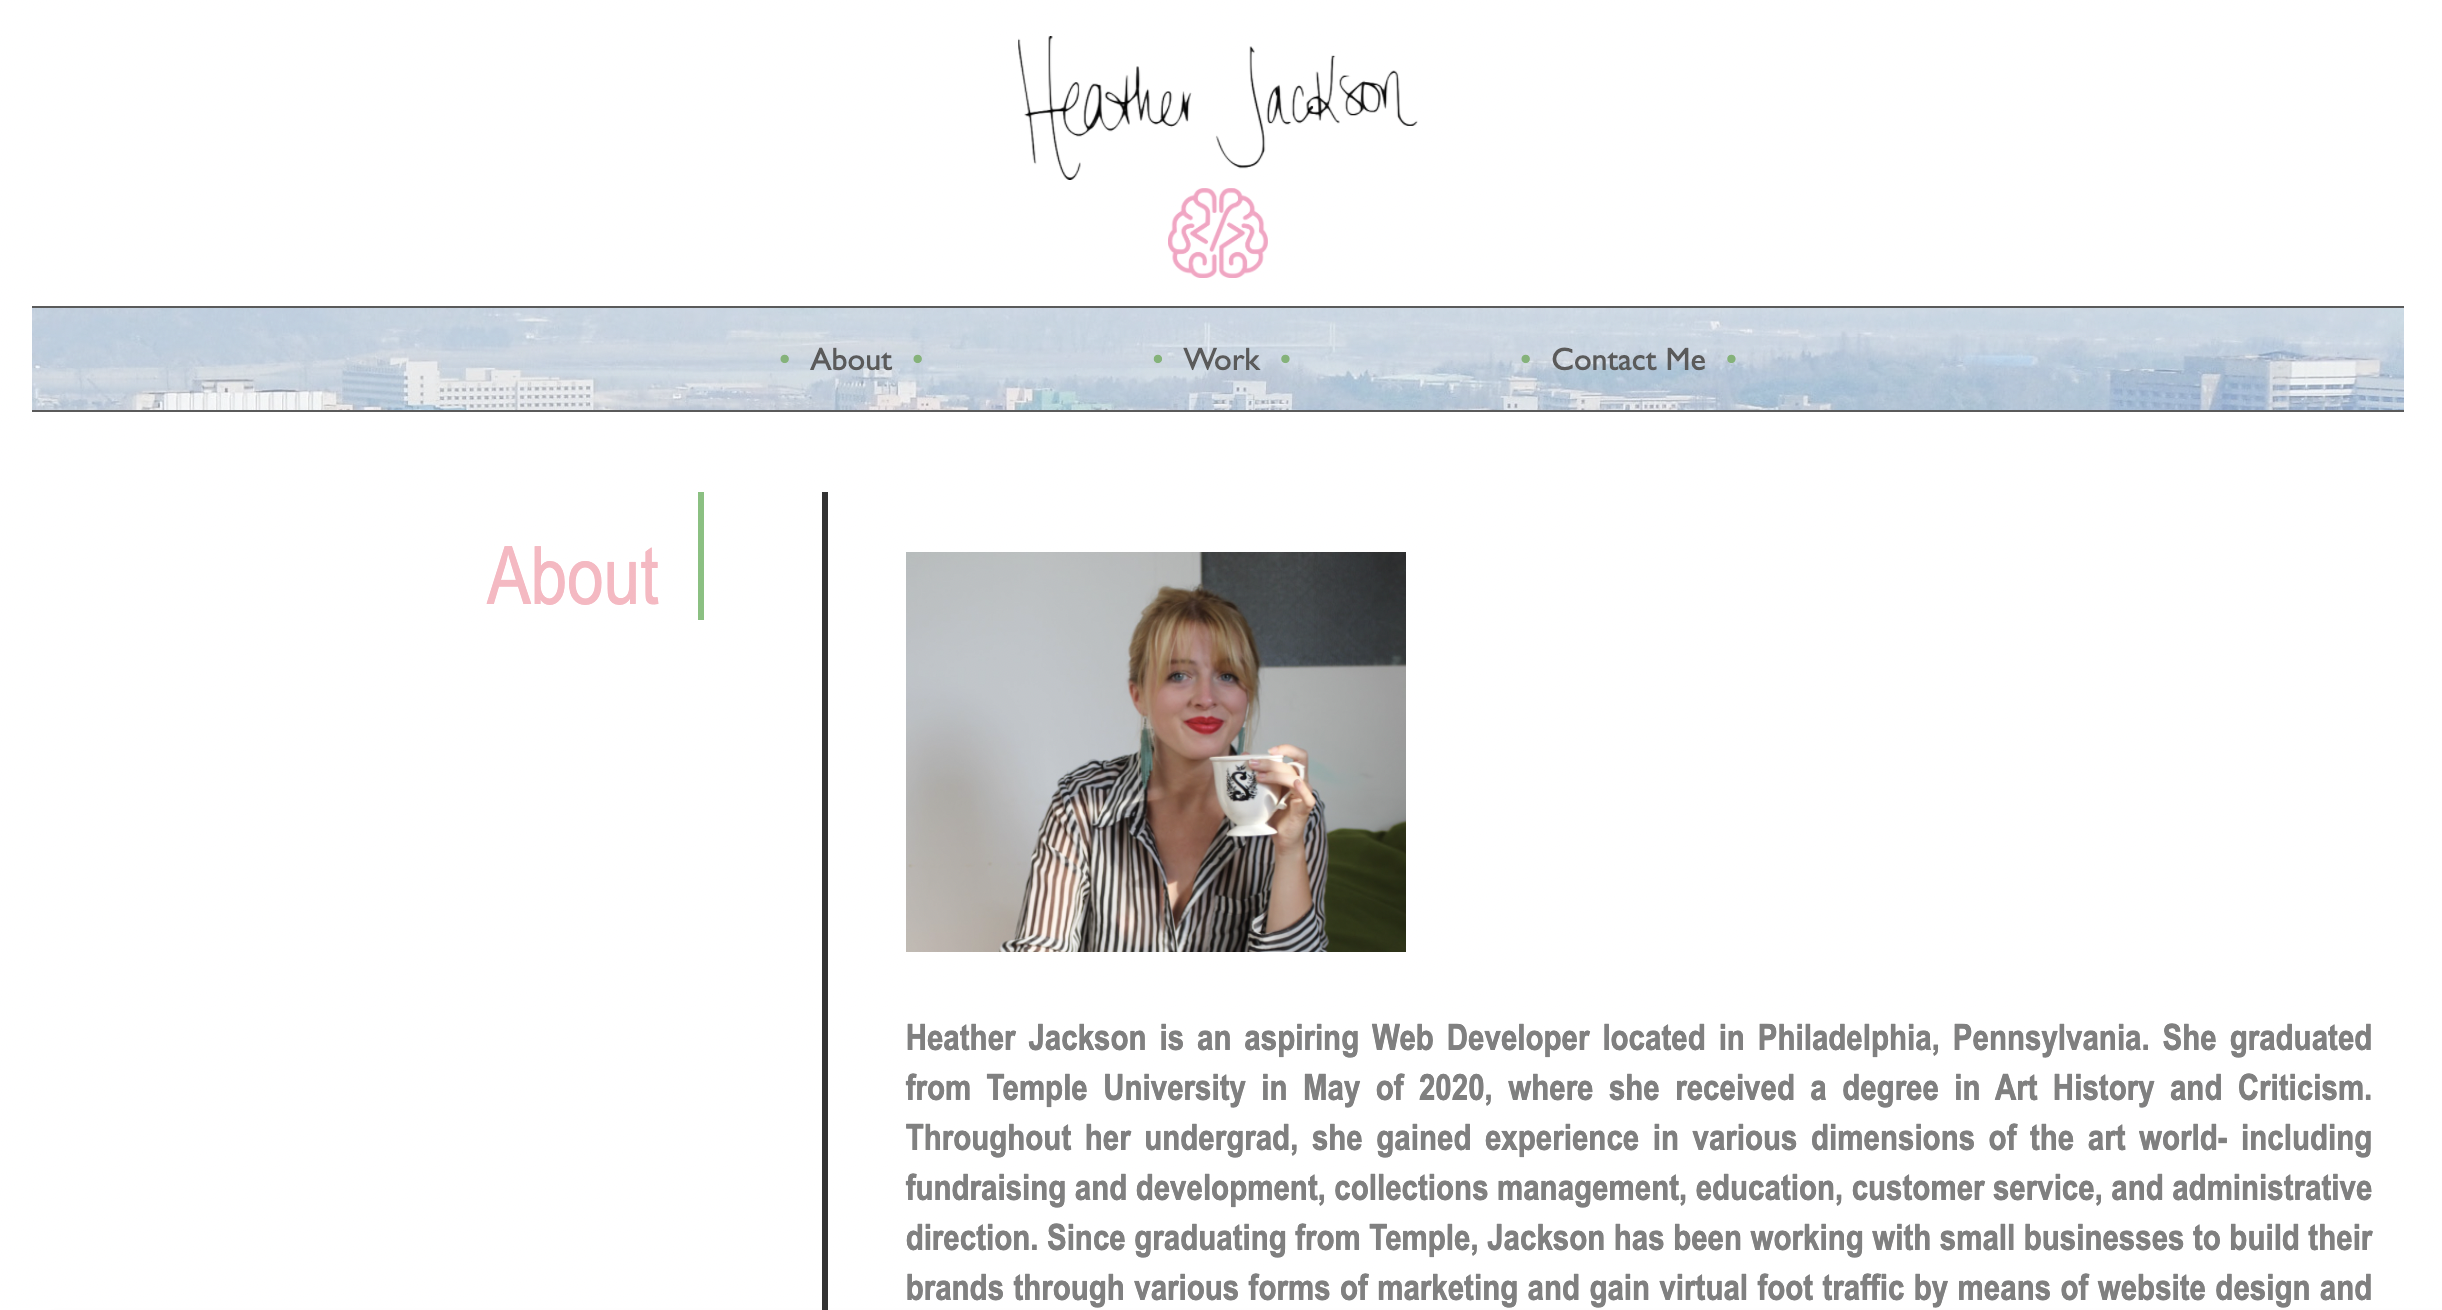 Heather Jackson
About
Work
Contact Me
About
S
Heather Jackson is an aspiring Web Developer located in Philadelphia, Pennsylvania. She graduated
from Temple University in May of 2020, where she received a degree in Art History and Criticism.
Throughout her undergrad, she gained experience in various dimensions of the art world- including
fundraising and development, collections management, education, customer service, and administrative
direction. Since graduating from Temple, Jackson has been working with small businesses to build their
brands through various forms of marketing and gain virtual foot traffic by means of website design and